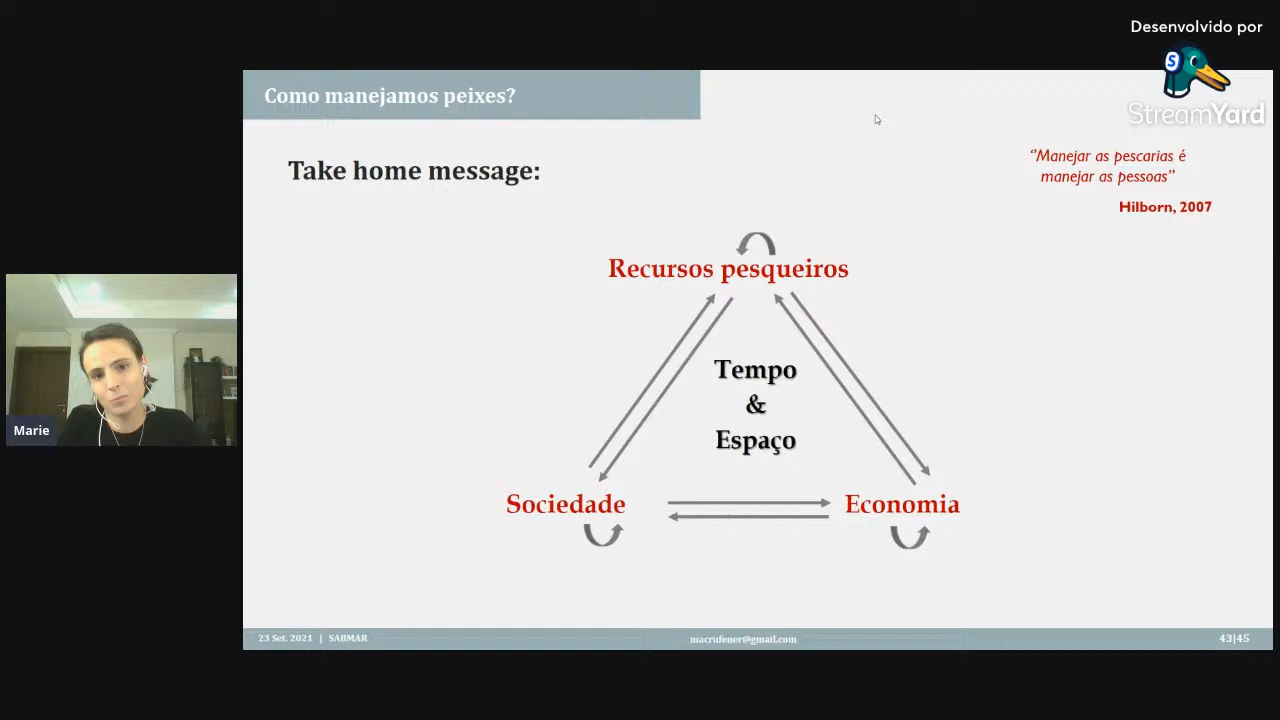 Desenvolvido por
StreamYard
Como manejamos peixes?
Take home message:
“Manejar as pescarias é
manejar as pessoas”
Hilborn, 2007
Recursos pesqueiros
Tempo
&
Espaço
Sociedade
Economia
Marie
23 Set. 2021 | SABMAR
macrufener@gmail.com
43|45